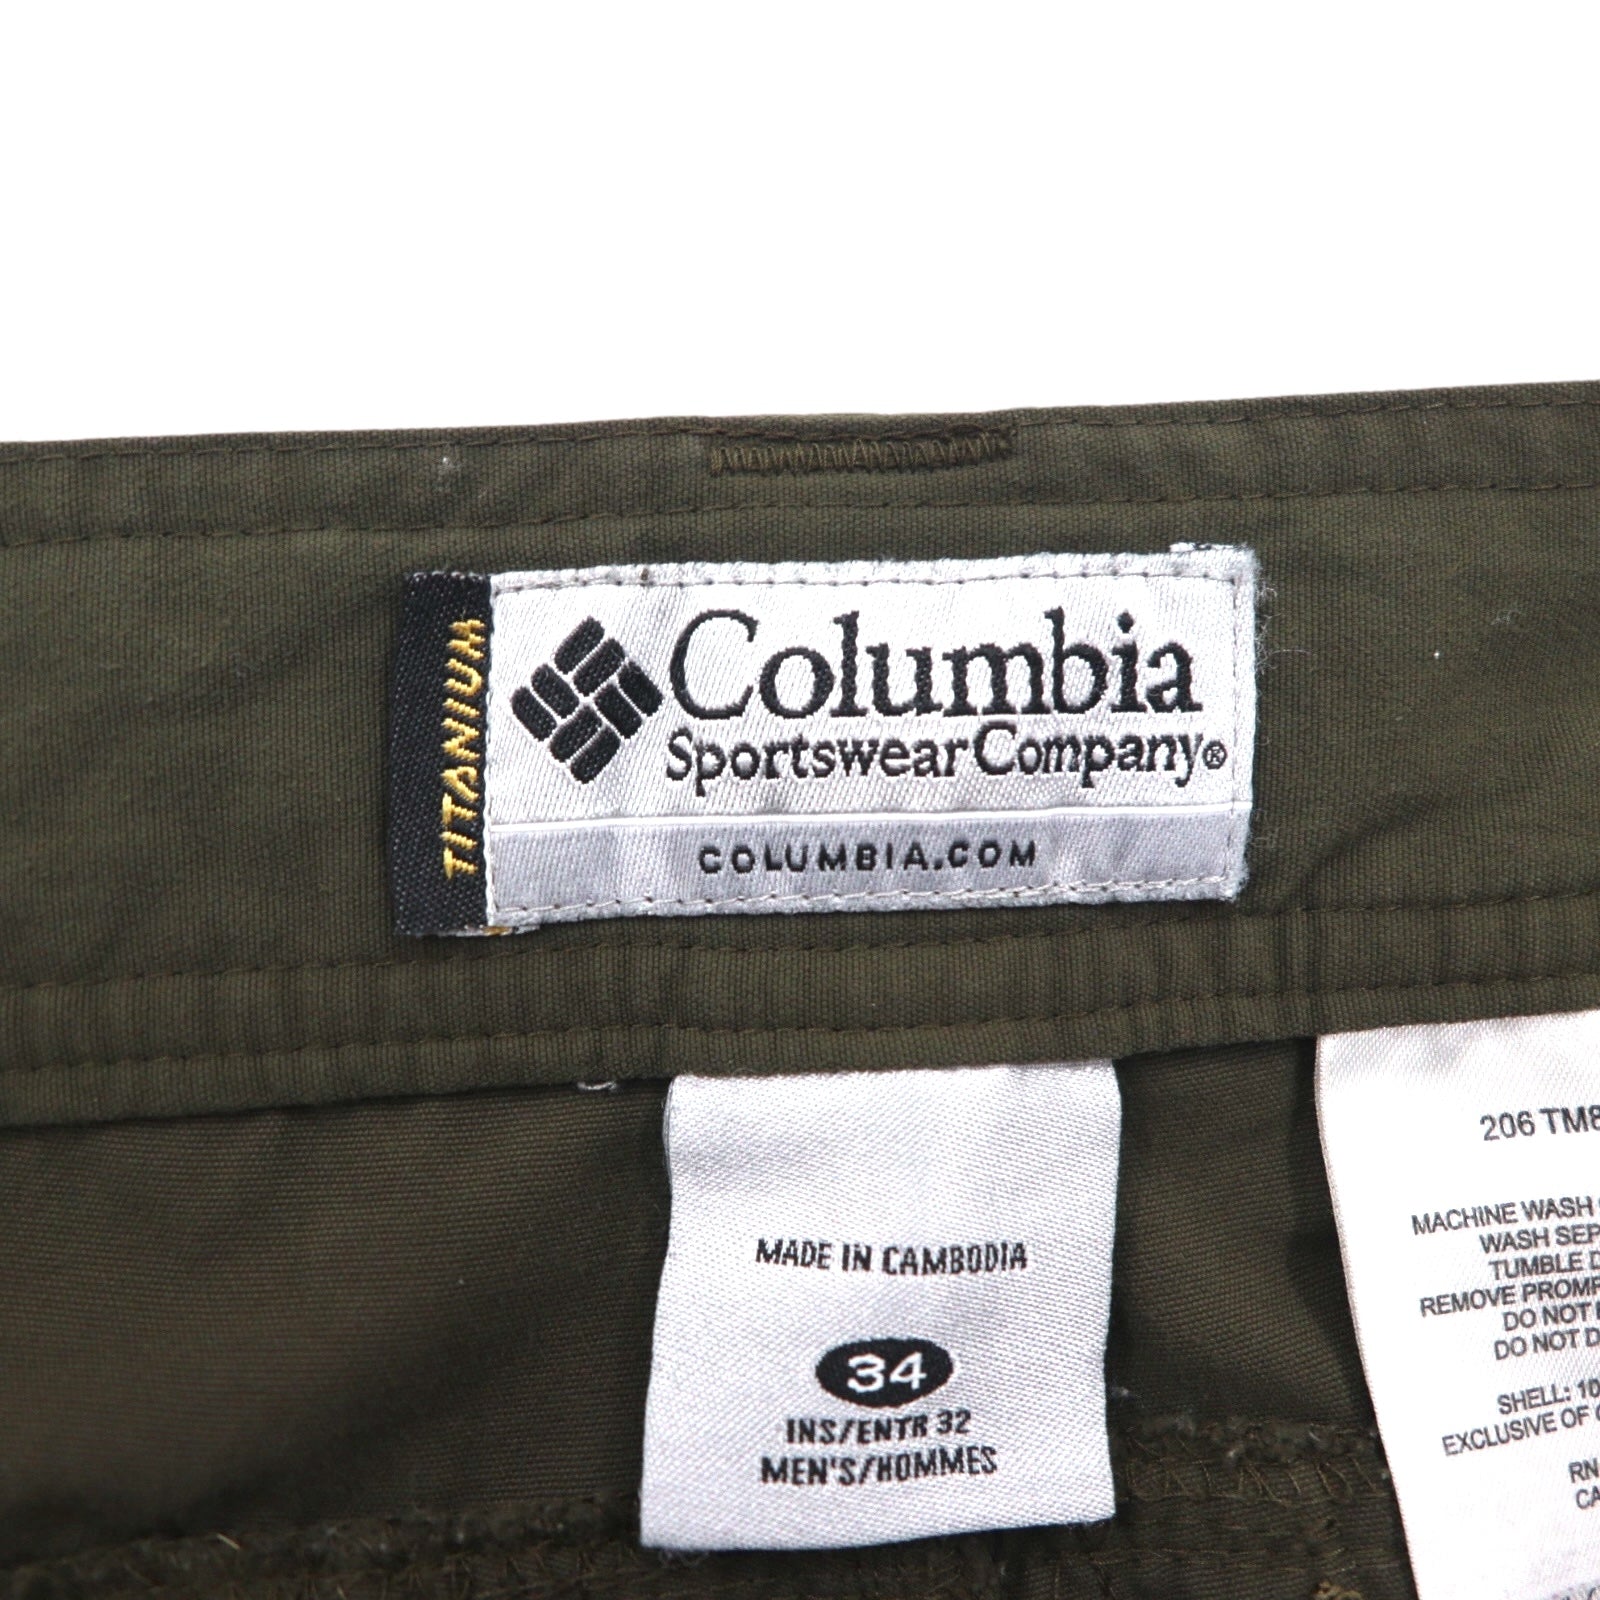 TITANIUM
Columbia
Sportswear Company®
COLUMBIA.COM
MADE IN CAMBODIA
34
INS/ENTR 32
MEN'S/HOMMES
206 TM8
MACHINE WASH
WASH SEP
TUMBLE D
REMOVE PROMP
DO NOT
DO NOT D
SHELL: 10
EXCLUSIVE OF
RN
CA